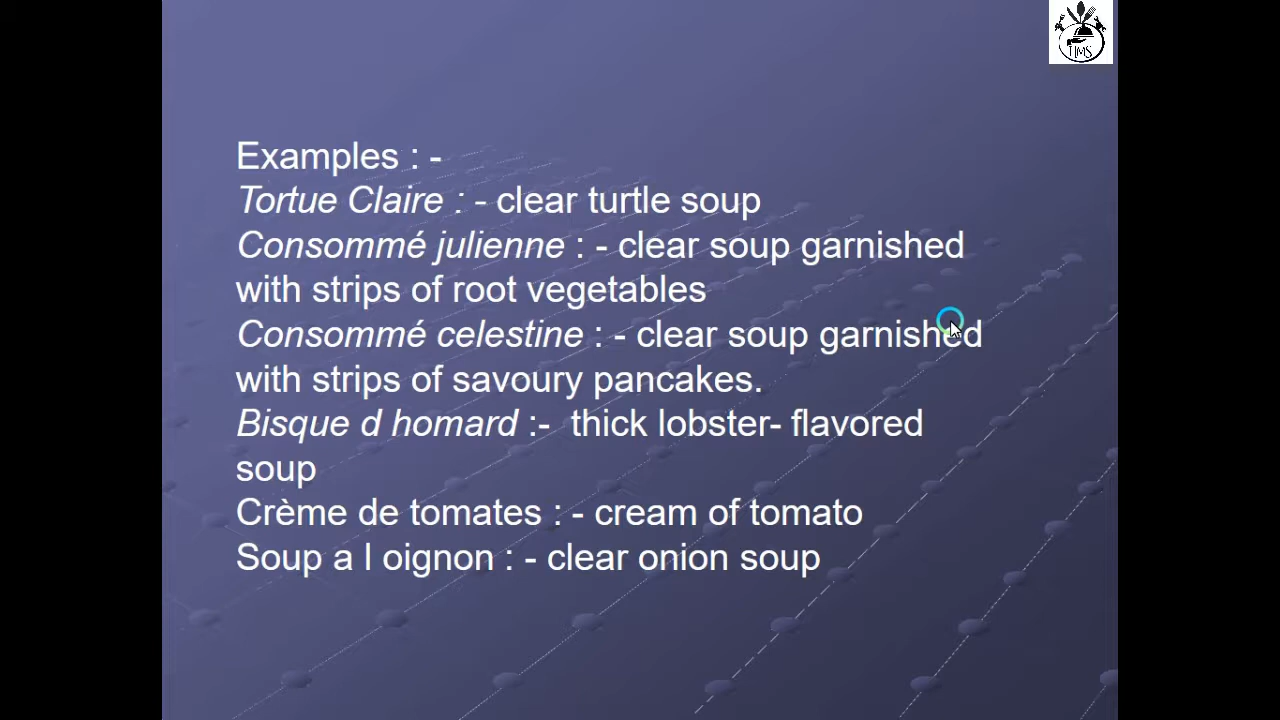 TJMS
Examples : -
Tortue Claire : - clear turtle soup
Consommé julienne : - clear soup garnished
with strips of root vegetables
Consommé celestine : - clear soup garnished
with strips of savoury pancakes.
Bisque d homard :-  thick lobster- flavored
soup
Crème de tomates : - cream of tomato
Soup a l oignon : - clear onion soup